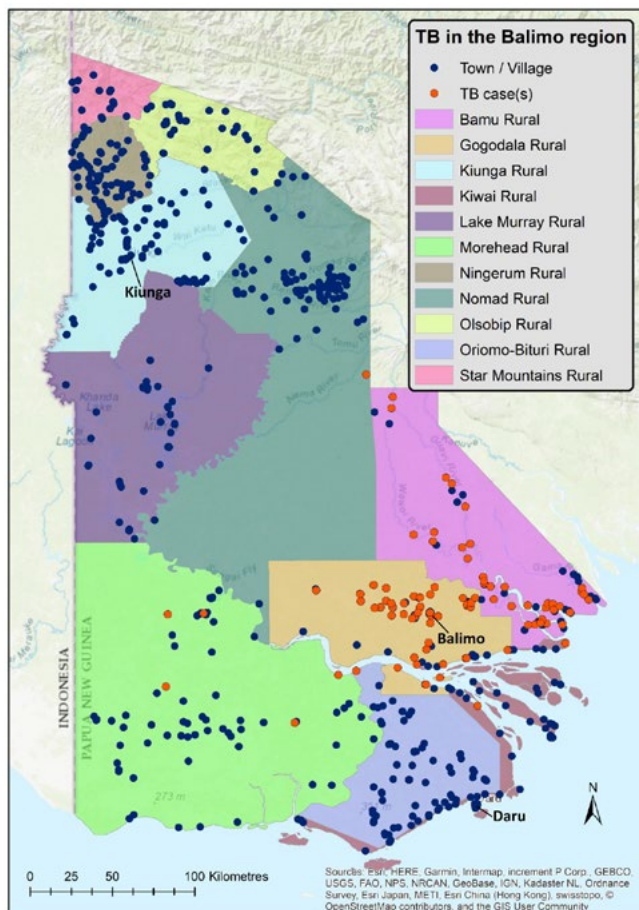 TB in the Balimo region
Town / Village
TB case(s)
Bamu Rural
Gogodala Rural
Kiunga Rural
Kiwai Rural
Lake Murray Rural
Morehead Rural
Ningerum Rural
Nomad Rural
Olsobip Rural
Oriomo-Bituri Rural
Star Mountains Rural
Kiunga
Khanda
Lake
Balimo
INDONESIA
PAPUA NEW GUINEA
273 m
Daru
N
0 25 50 100 Kilometres
Sources: Esri, HERE, Garmin, Intermap, increment P Corp., GEBCO,
USGS, FAO, NPS, NRCAN, GeoBase, IGN, Kadaster NL, Ordnance
Survey, Esri Japan, METI, Esri China (Hong Kong), swisstopo, ©
OpenStreetMap contributors, and the GIS User Community